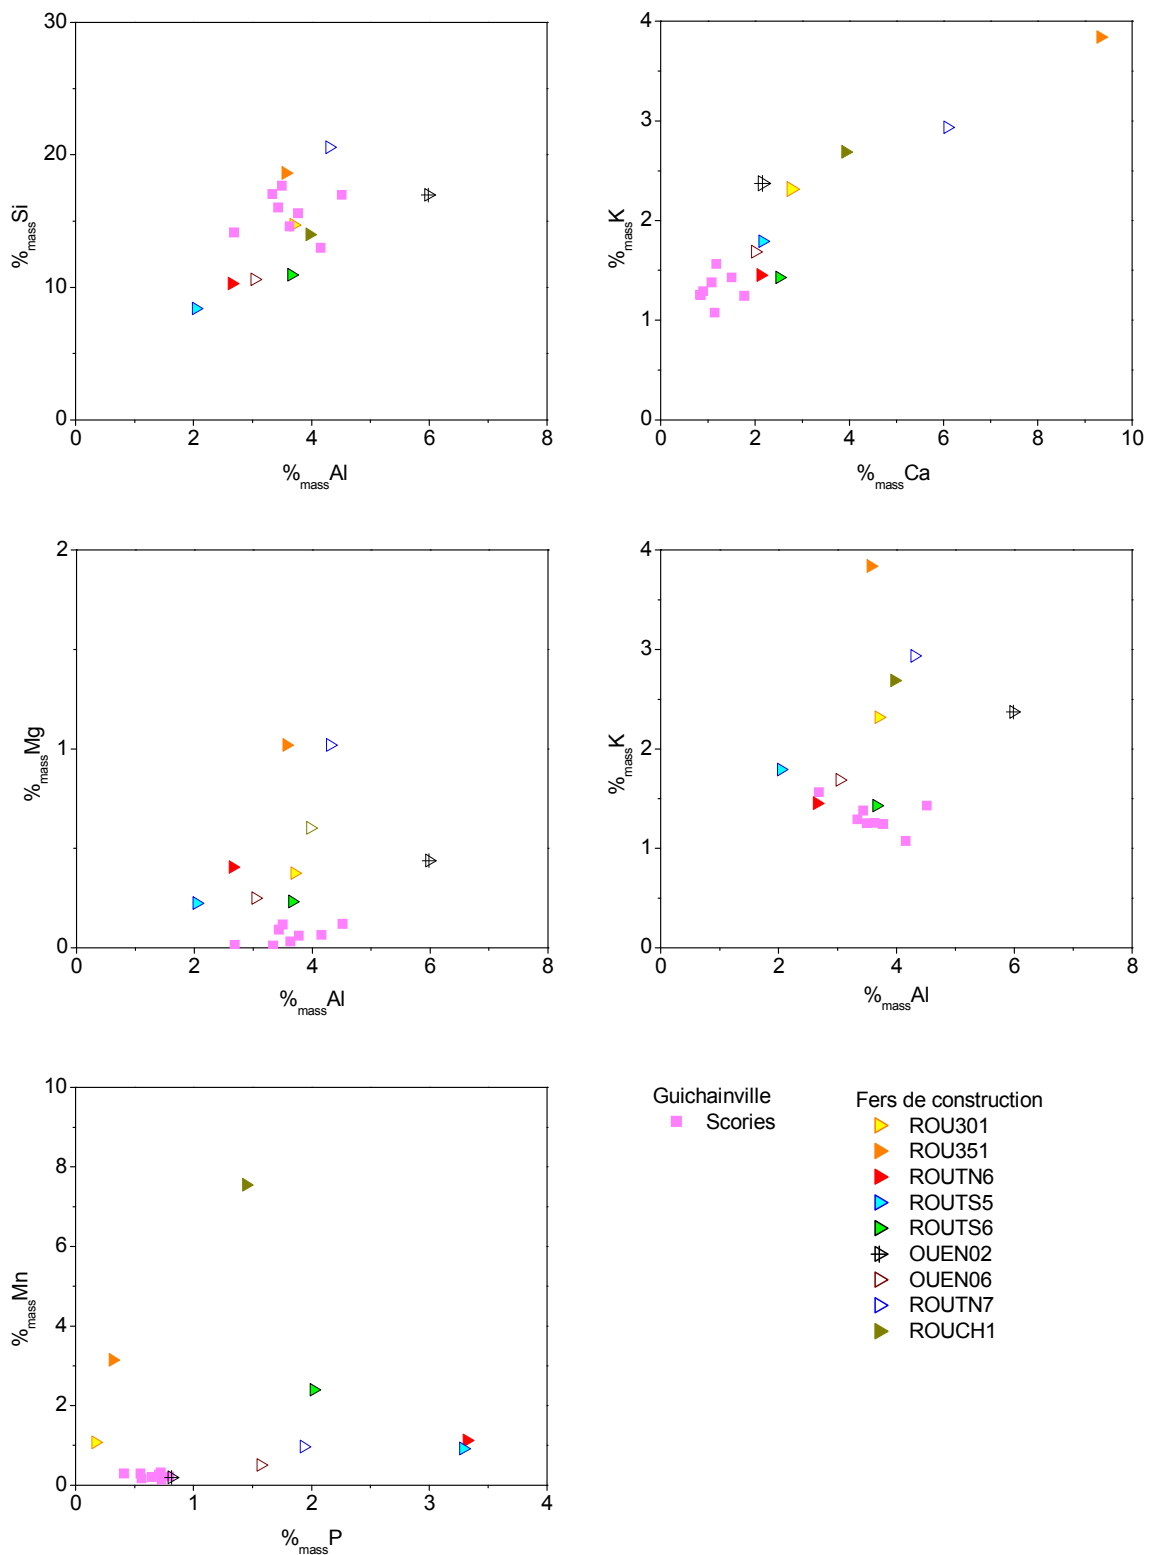 30
20
10
0
0 2 4 6 8
%massSi
%massAl
4
3
2
1
0
0 2 4 6 8 10
%massK
%massCa
2
1
0
0 2 4 6 8
%massMg
%massAl
4
3
2
1
0
0 2 4 6 8
%massK
%massAl
10
8
6
4
2
0
0 1 2 3 4
%massMn
%massP
Guichainville
Scories
Fers de construction
ROU301
ROU351
ROUTN6
ROUTS5
ROUTS6
OUEN02
OUEN06
ROUTN7
ROUCH1